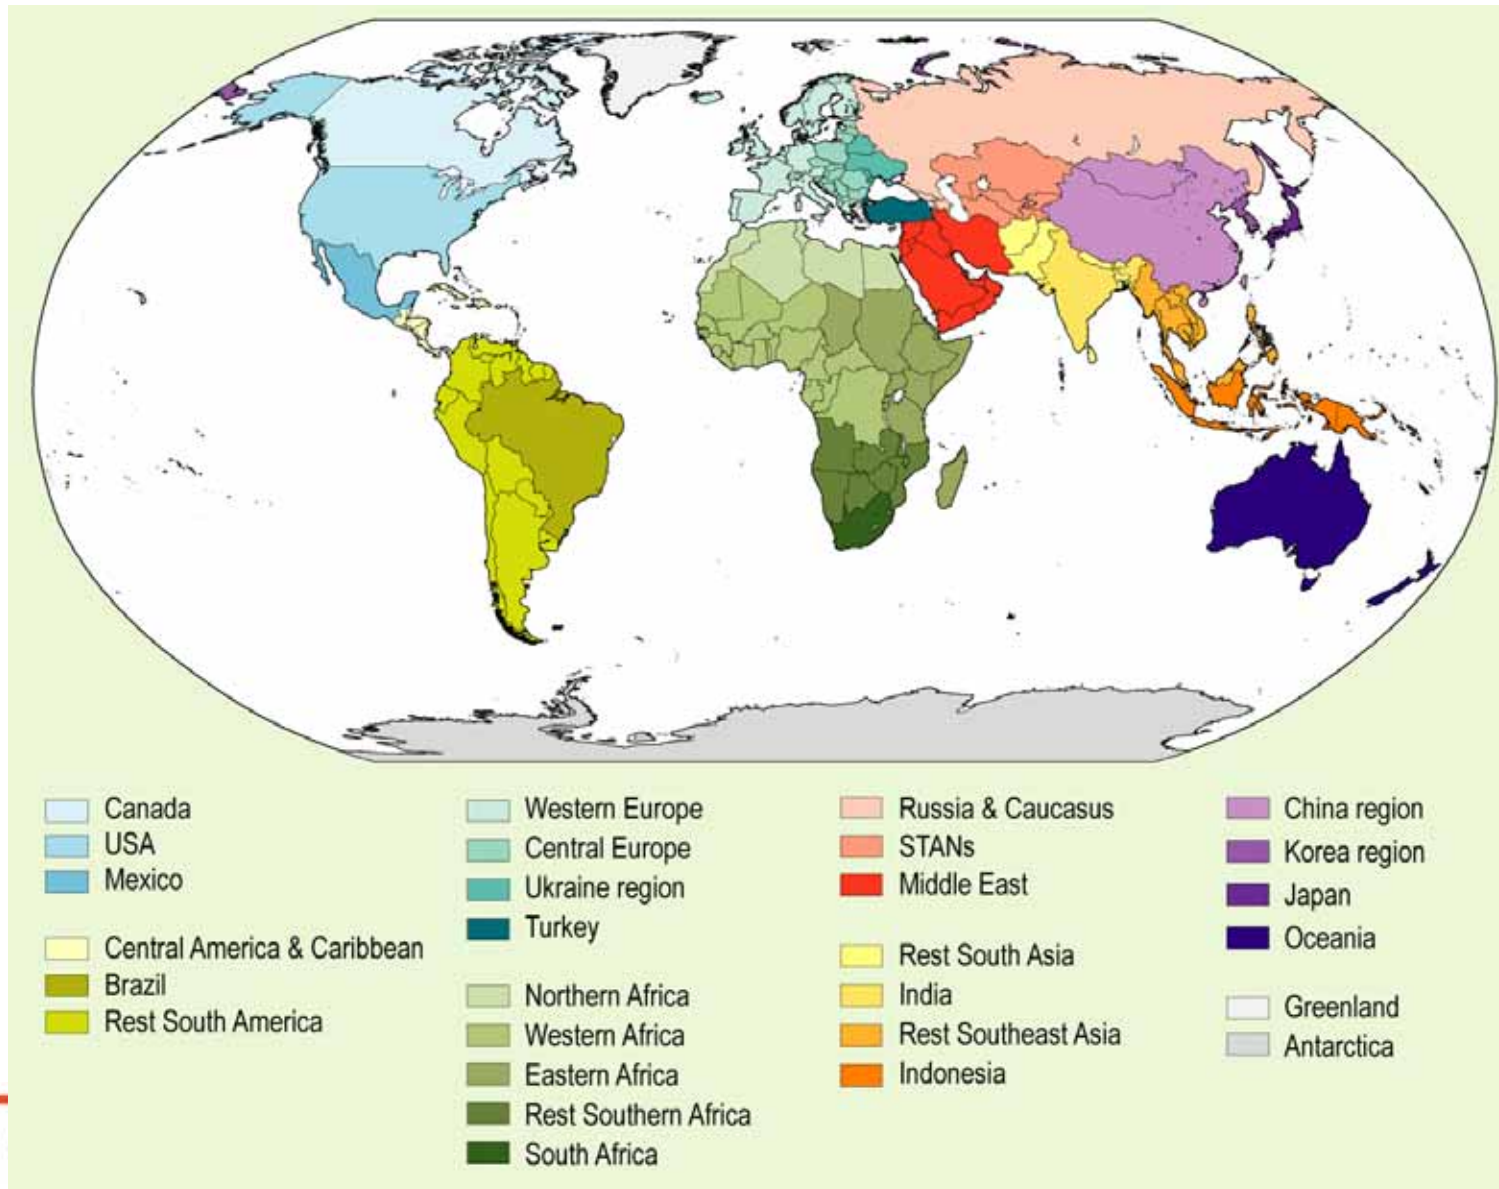 Canada
USA
Mexico
Central America & Caribbean
Brazil
Rest South America
Western Europe
Central Europe
Ukraine region
Turkey
Northern Africa
Western Africa
Eastern Africa
Rest Southern Africa
South Africa
Russia & Caucasus
STANs
Middle East
Rest South Asia
India
Rest Southeast Asia
Indonesia
China region
Korea region
Japan
Oceania
Greenland
Antarctica